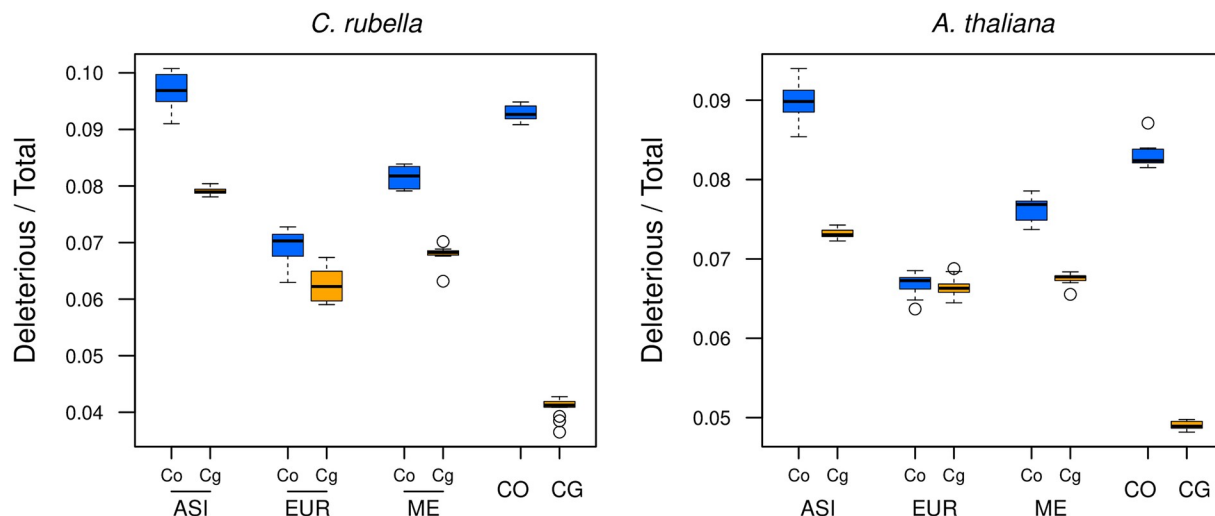 C. rubella
Deleterious / Total
0.10
0.09
0.08
0.07
0.06
0.05
0.04
Co Cg Co Cg Co Cg CO CG
ASI EUR ME
A. thaliana
Deleterious / Total
0.09
0.08
0.07
0.06
0.05
Co Cg Co Cg Co Cg CO CG
ASI EUR ME